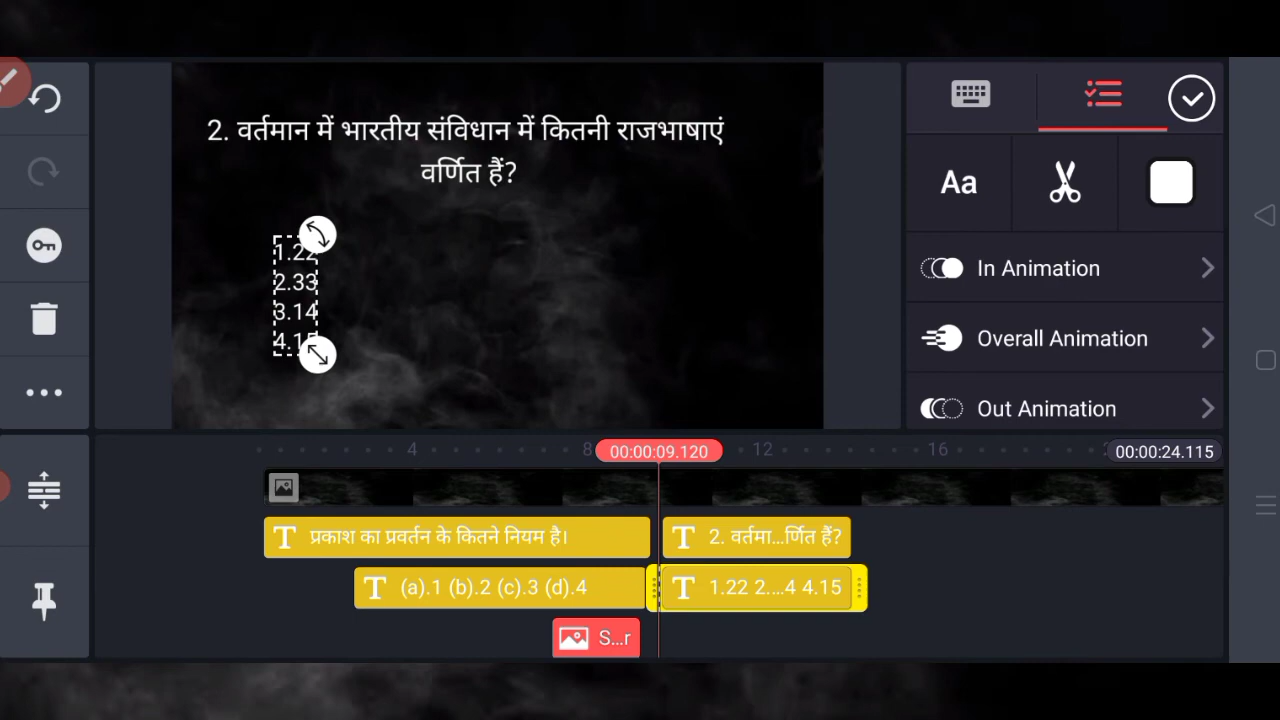 2. वर्तमान में भारतीय संविधान में कितनी राजभाषाएं
वर्णित हैं?
1.22
2.33
3.14
4.15
Aa
In Animation
Overall Animation
Out Animation
4
8
00:00:09.120
12
16
00:00:24.115
प्रकाश का प्रवर्तन के कितने नियम है।
2. वर्तमा...र्णित हैं?
(a).1 (b).2 (c).3 (d).4
1.22 2....4 4.15
S...r